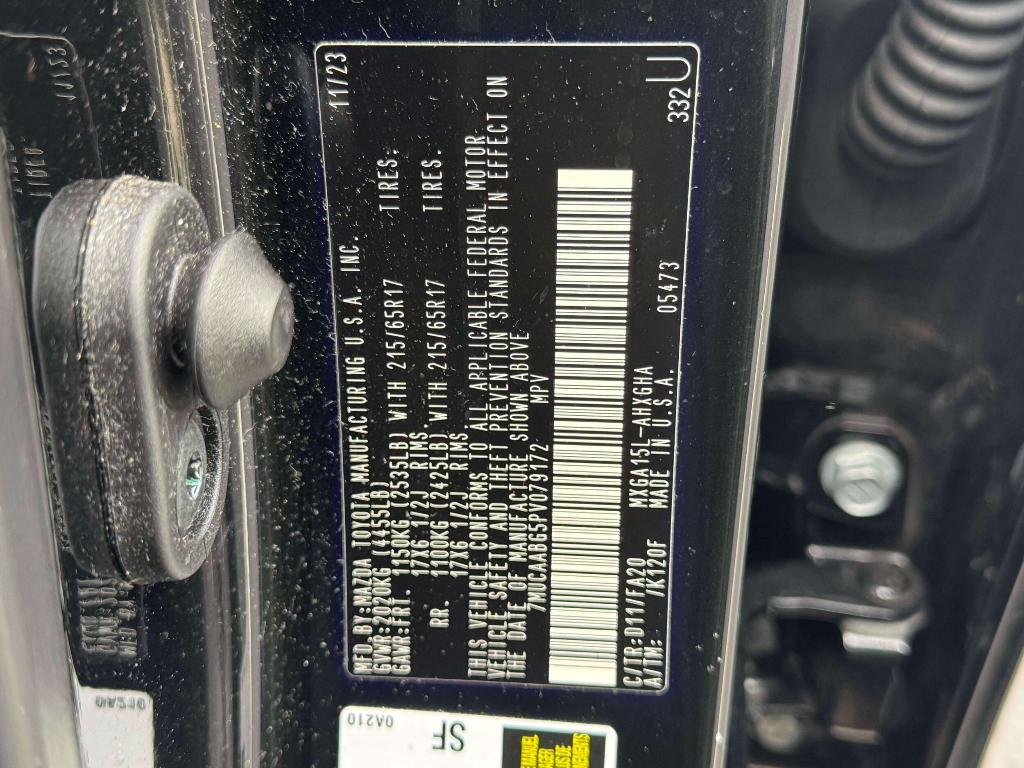 MFD.BY:MAZDA TOYOTA MANUFACTURING U.S.A. INC. 11/23
GVWR:2020KG (4455LB)
GAWR:FRT. 1150KG (2535LB) WITH 215/65R17 TIRES.
17X6 1/2J RIMS
RR. 1100KG (2425LB) WITH 215/65R17 TIRES.
17X6 1/2J RIMS
THIS VEHICLE CONFORMS TO ALL APPLICABLE FEDERAL MOTOR
VEHICLE SAFETY AND THEFT PREVENTION STANDARDS IN EFFECT ON
THE DATE OF MANUFACTURE SHOWN ABOVE
7MUCAABG5PV079172 MPV
C/TR:D111/FA20 MXGA15L-AHXGHA 05473 332U
A/TM: /K120F MADE IN U.S.A.
0A210
SF